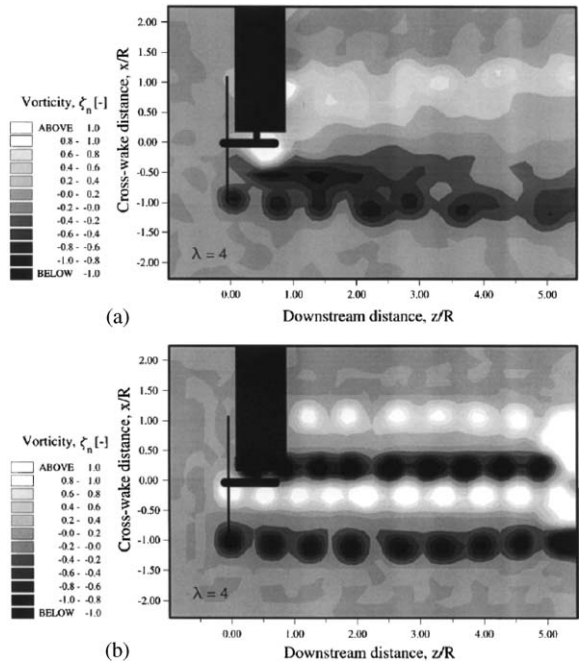 Vorticity, ζn [-]
ABOVE 1.0
0.8 - 1.0
0.6 - 0.8
0.4 - 0.6
0.2 - 0.4
-0.0 - 0.2
-0.2 - 0.0
-0.4 - -0.2
-0.6 - -0.4
-0.8 - -0.6
-1.0 - -0.8
BELOW -1.0
Cross-wake distance, x/R
2.00
1.00
0.50
0.00
-0.50
-1.00
-2.00
λ = 4
0.00 1.00 2.00 3.00 4.00 5.00
Downstream distance, z/R
(a)
Vorticity, ζn [-]
ABOVE 1.0
0.8 - 1.0
0.6 - 0.8
0.4 - 0.6
0.2 - 0.4
-0.0 - 0.2
-0.2 - -0.0
-0.4 - -0.2
-0.6 - -0.4
-0.8 - -0.6
-1.0 - -0.8
BELOW -1.0
Cross-wake distance, x/R
2.00
1.00
0.50
0.00
-0.50
-1.00
-2.00
λ = 4
0.00 1.00 2.00 3.00 4.00 5.00
Downstream distance, z/R
(b)